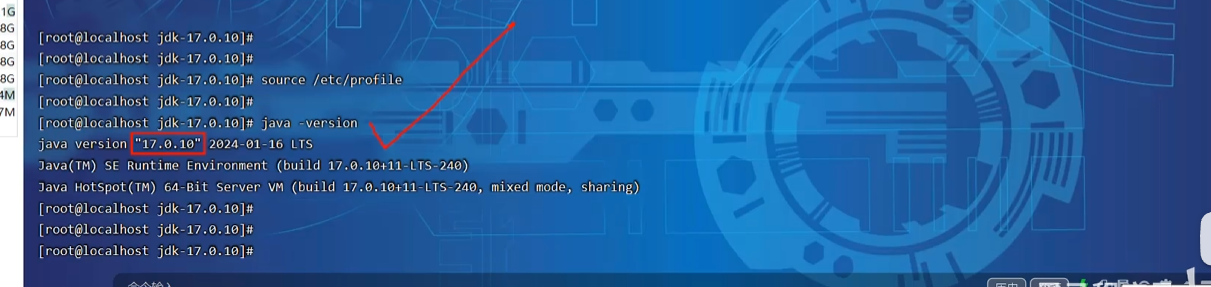 1G
8G
8G
8G
8G
4M
7M
[root@localhost jdk-17.0.10]#
[root@localhost jdk-17.0.10]#
[root@localhost jdk-17.0.10]# source /etc/profile
[root@localhost jdk-17.0.10]#
[root@localhost jdk-17.0.10]# java -version
java version "17.0.10" 2024-01-16 LTS
Java(TM) SE Runtime Environment (build 17.0.10+11-LTS-240)
Java HotSpot(TM) 64-Bit Server VM (build 17.0.10+11-LTS-240, mixed mode, sharing)
[root@localhost jdk-17.0.10]#
[root@localhost jdk-17.0.10]#
[root@localhost jdk-17.0.10]#